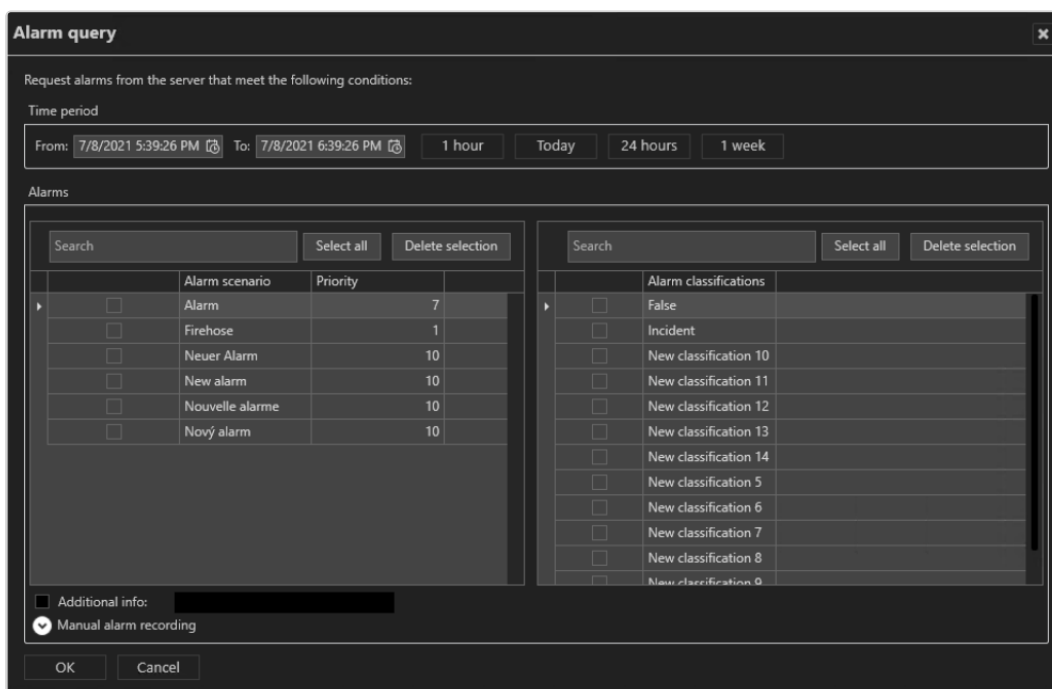 Alarm query
Request alarms from the server that meet the following conditions:
Time period
From: 7/8/2021 5:39:26 PM To: 7/8/2021 6:39:26 PM 1 hour Today 24 hours 1 week
Alarms
Search Select all Delete selection
Alarm scenario Priority
Alarm 7
Firehose 1
Neuer Alarm 10
New alarm 10
Nouvelle alarme 10
Nový alarm 10
Search Select all Delete selection
Alarm classifications
False
Incident
New classification 10
New classification 11
New classification 12
New classification 13
New classification 14
New classification 5
New classification 6
New classification 7
New classification 8
New classification 9
Additional info:
Manual alarm recording
OK Cancel